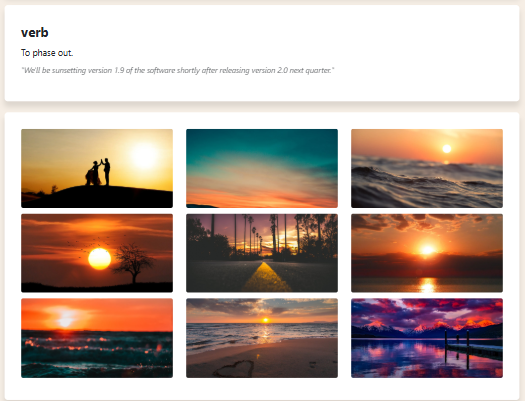 verb
To phase out.
"We'll be sunsetting version 1.9 of the software shortly after releasing version 2.0 next quarter."